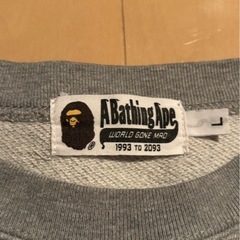 A Bathing Ape
WORLD GONE MAD
1993 TO 2093
L